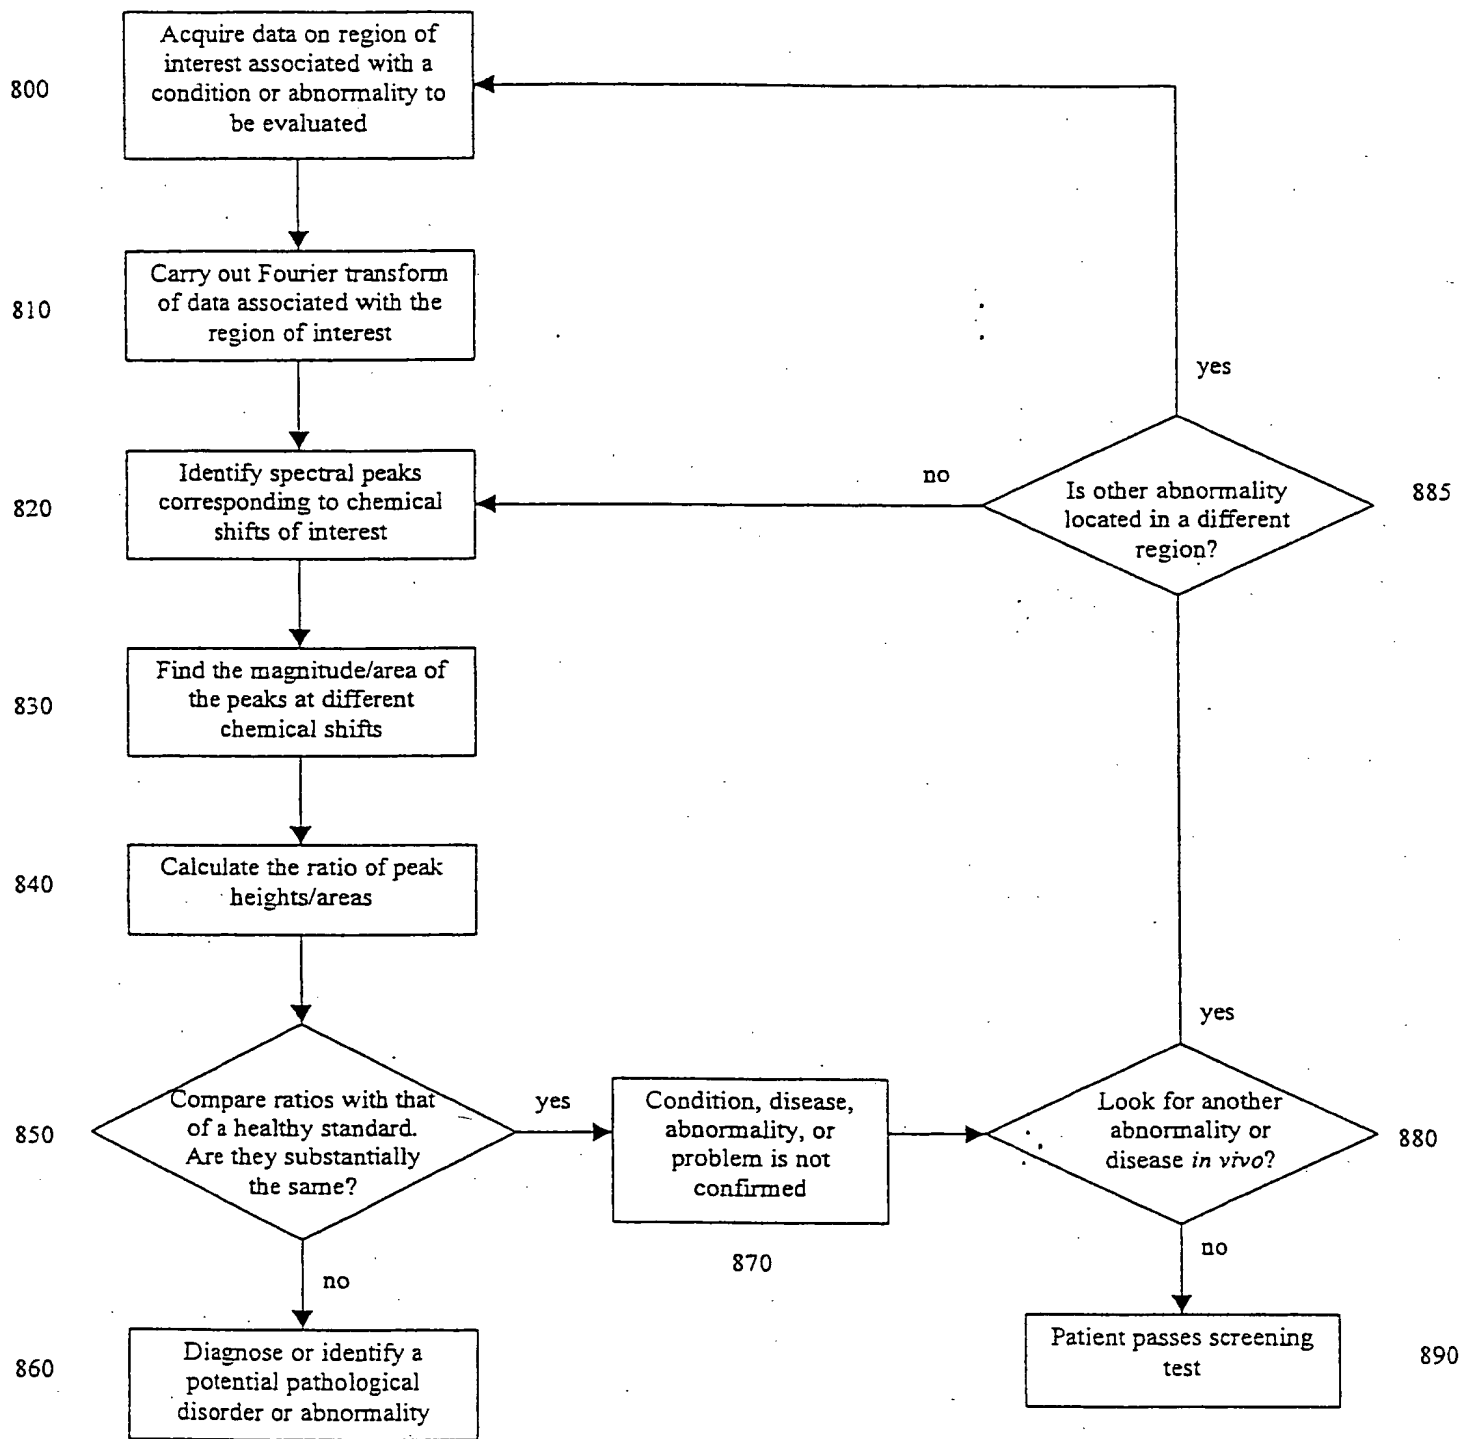 Acquire data on region of
interest associated with a
condition or abnormality to
be evaluated
800
Carry out Fourier transform
of data associated with the
region of interest
810
yes
Identify spectral peaks
corresponding to chemical
shifts of interest
820
no
Is other abnormality
located in a different
region?
885
Find the magnitude/area of
the peaks at different
chemical shifts
830
Calculate the ratio of peak
heights/areas
840
yes
Compare ratios with that
of a healthy standard.
Are they substantially
the same?
850
yes
Condition, disease,
abnormality, or
problem is not
confirmed
870
Look for another
abnormality or
disease in vivo?
880
no
no
Diagnose or identify a
potential pathological
disorder or abnormality
860
Patient passes screening
test
890